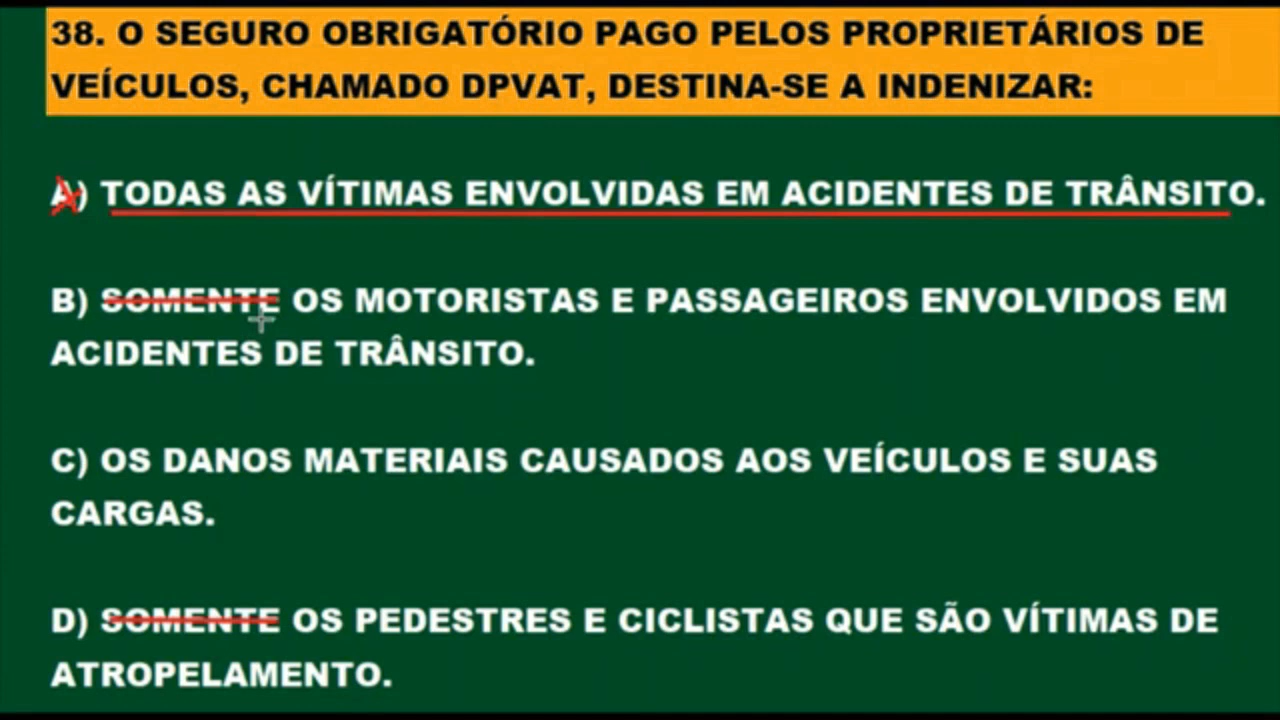 38. O SEGURO OBRIGATÓRIO PAGO PELOS PROPRIETÁRIOS DE
VEÍCULOS, CHAMADO DPVAT, DESTINA-SE A INDENIZAR:
A) TODAS AS VÍTIMAS ENVOLVIDAS EM ACIDENTES DE TRÂNSITO.
B) SOMENTE OS MOTORISTAS E PASSAGEIROS ENVOLVIDOS EM
ACIDENTES DE TRÂNSITO.
C) OS DANOS MATERIAIS CAUSADOS AOS VEÍCULOS E SUAS
CARGAS.
D) SOMENTE OS PEDESTRES E CICLISTAS QUE SÃO VÍTIMAS DE
ATROPELAMENTO.